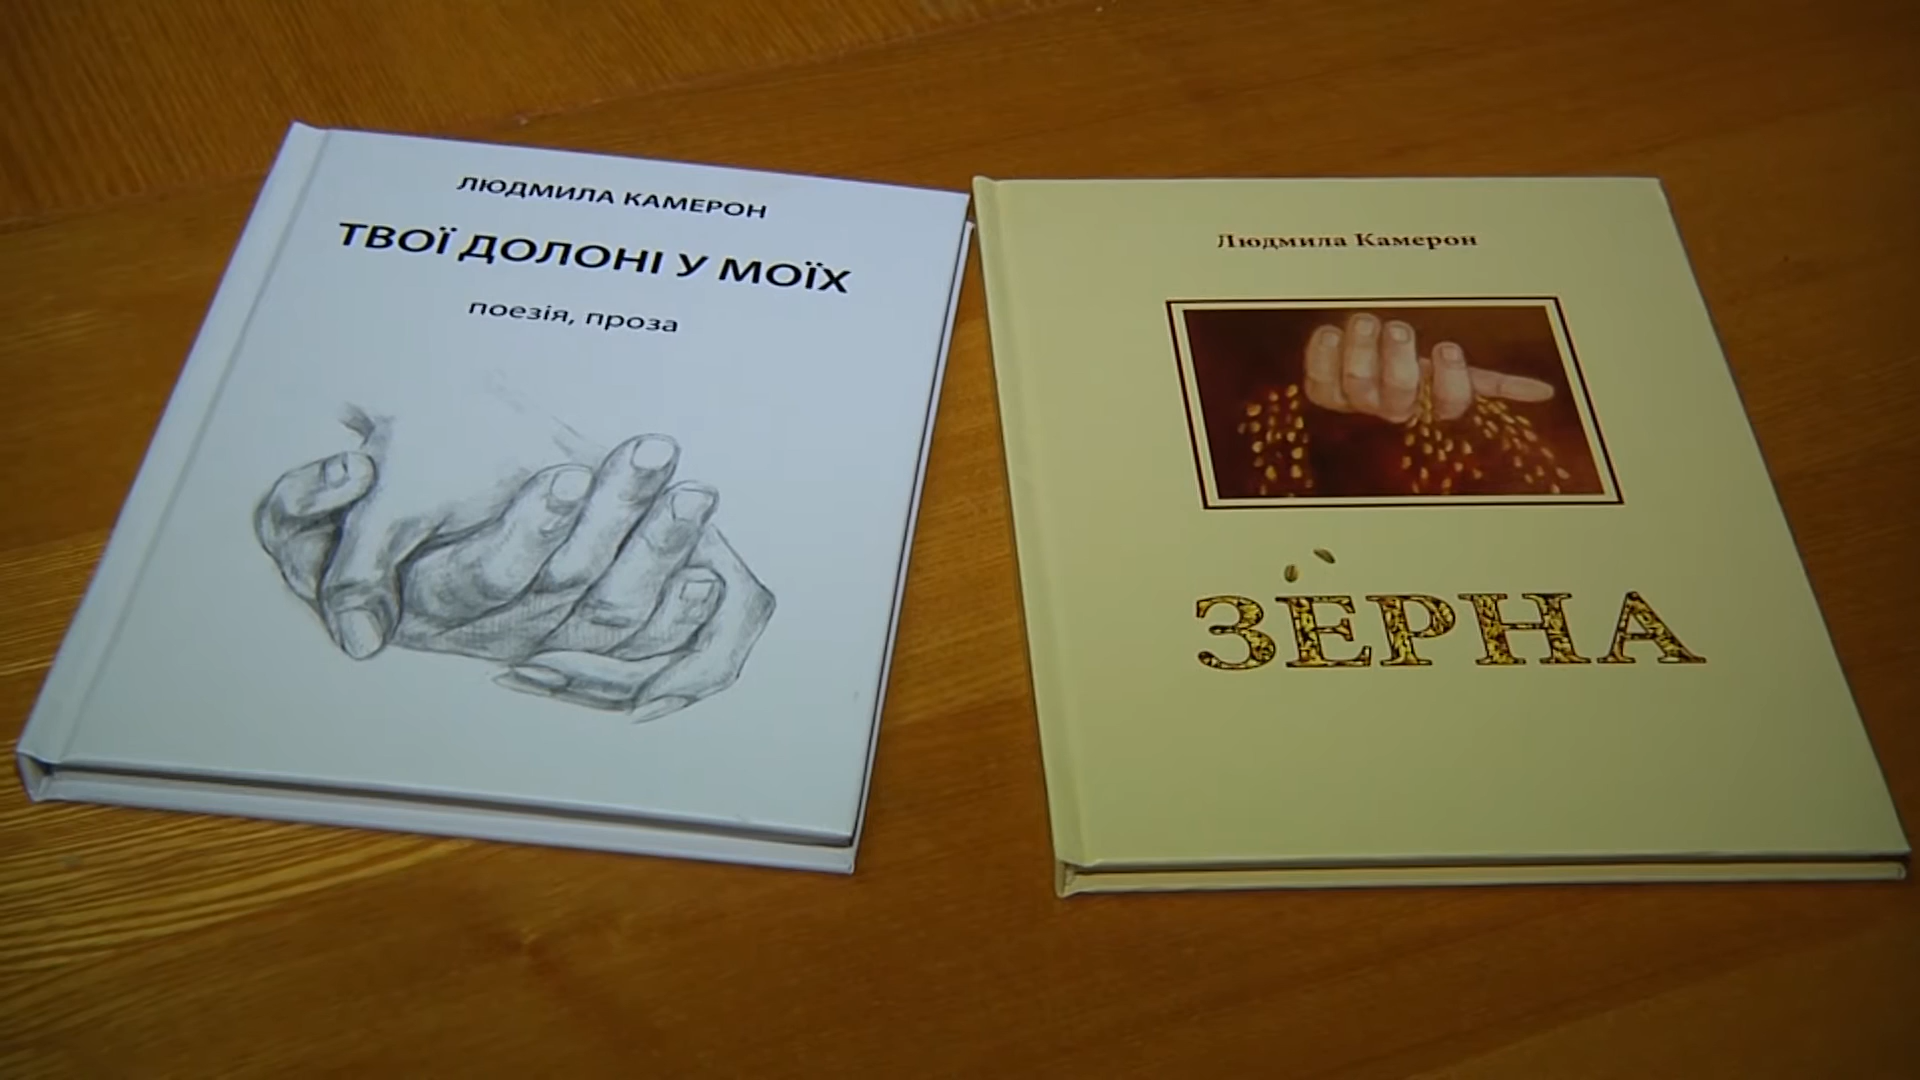 ЛЮДМИЛА КАМЕРОН
ТВОЇ ДОЛОНІ У МОЇХ
поезія, проза
Людмила Камерон
ЗЕРНА